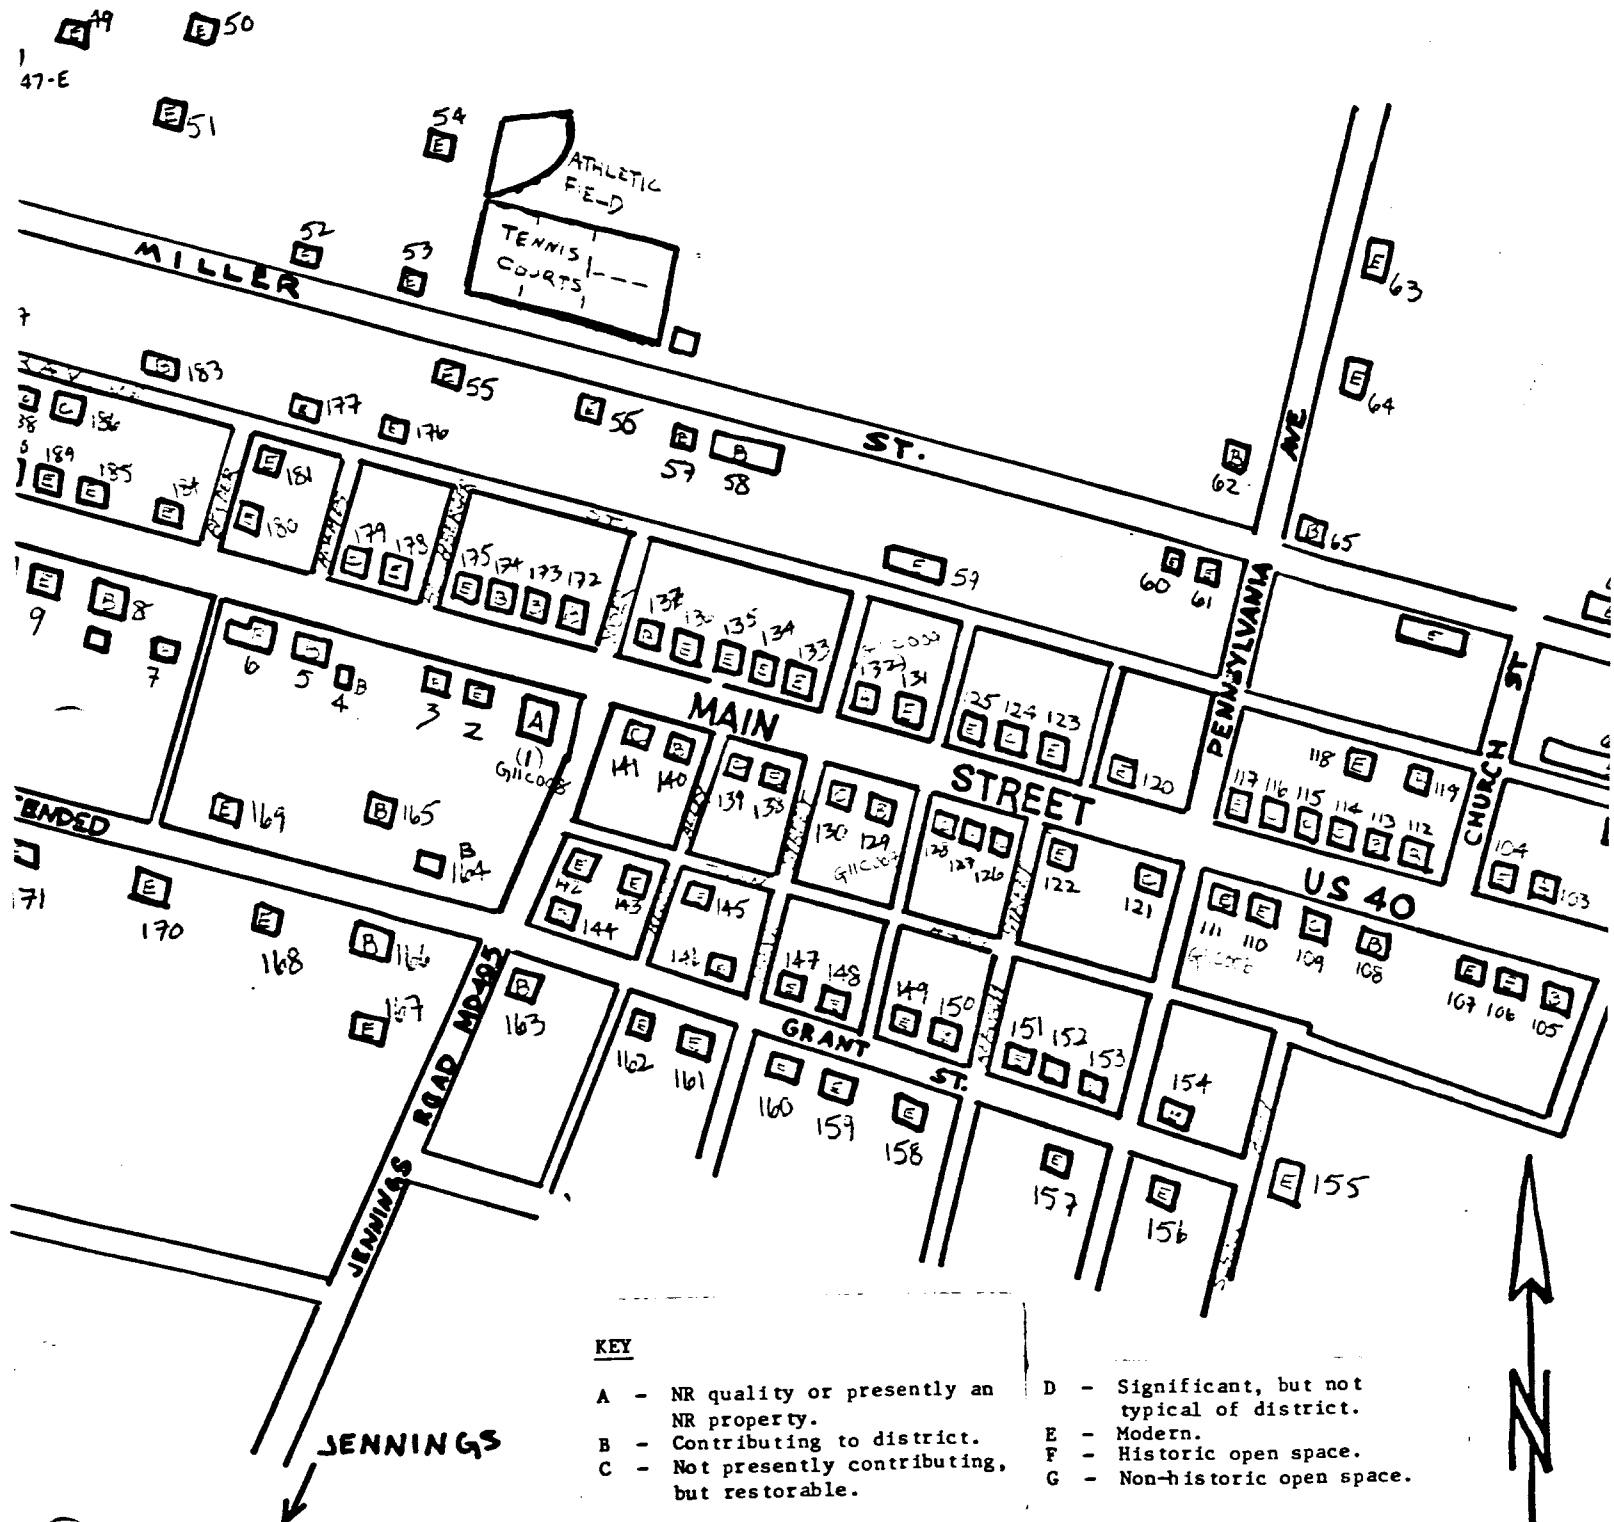 49
E 50
47-E
E 51
54
E
ATHLETIC
FIELD
TENNIS
COURTS
52
53
E
MILLER
ST.
E
63
E
64
AVE
B
62
B 65
183
177
E 176
E 55
E 56
57
B
58
C 186
189
185
E
E
E
E 181
180
179
178
175 174 173 172
E B B
E
59
60
61
137
135 134
133
132
131
E
9
B 8
7
6
5
4 B
3
2
A
(1)
G11C008
MAIN
STREET
US 40
125 124 123
E C E
E 120
PENNSYLVANIA
CHURCH
ST
118 E
119
117 116 115 114 113 112
104
E
103
141
140
C
B
139
138
130
129
B
128
127
126
E
122
121
111
110
109
108
B
G11C008
107
106
105
E
B
TENDED
E 169
B 165
B
164
171
E
170
E
168
B 166
167
E
142
E
143
E
144
145
146
147
148
149
150
151
152
153
154
E 155
B
163
162
161
160
159
158
E
157
E
156
E
GRANT
ST.
JENNINGS ROAD MD495
JENNINGS
N
KEY
A - NR quality or presently an
NR property.
B - Contributing to district.
C - Not presently contributing,
but restorable.
D - Significant, but not
typical of district.
E - Modern.
F - Historic open space.
G - Non-historic open space.